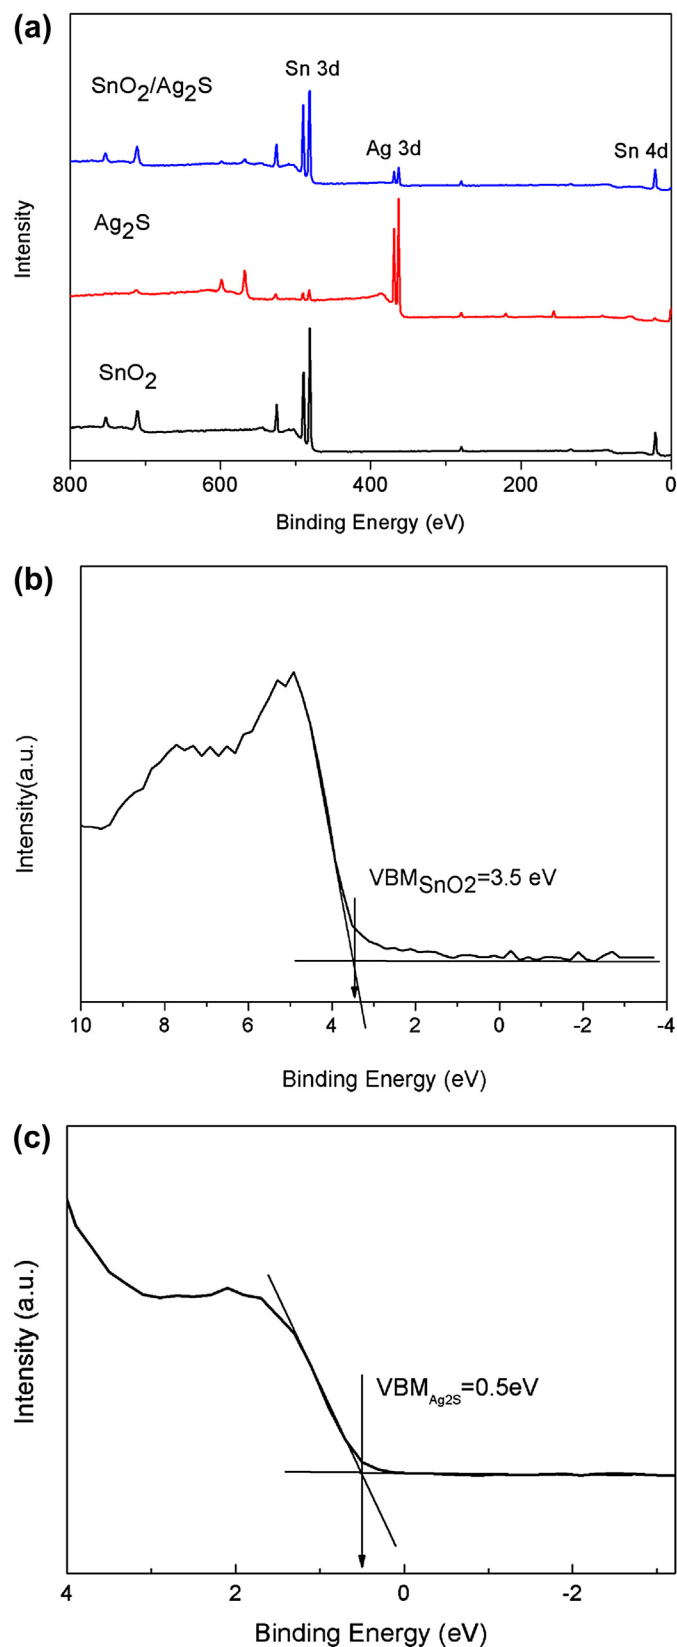 (a)
Sn 3d
SnO2/Ag2S
Ag 3d
Sn 4d
Ag2S
SnO2
Intensity
800 600 400 200 0
Binding Energy (eV)
(b)
Intensity(a.u.)
VBMSnO2=3.5 eV
10 8 6 4 2 0 -2 -4
Binding Energy (eV)
(c)
Intensity (a.u.)
VBMAg2S=0.5eV
4 2 0 -2
Binding Energy (eV)